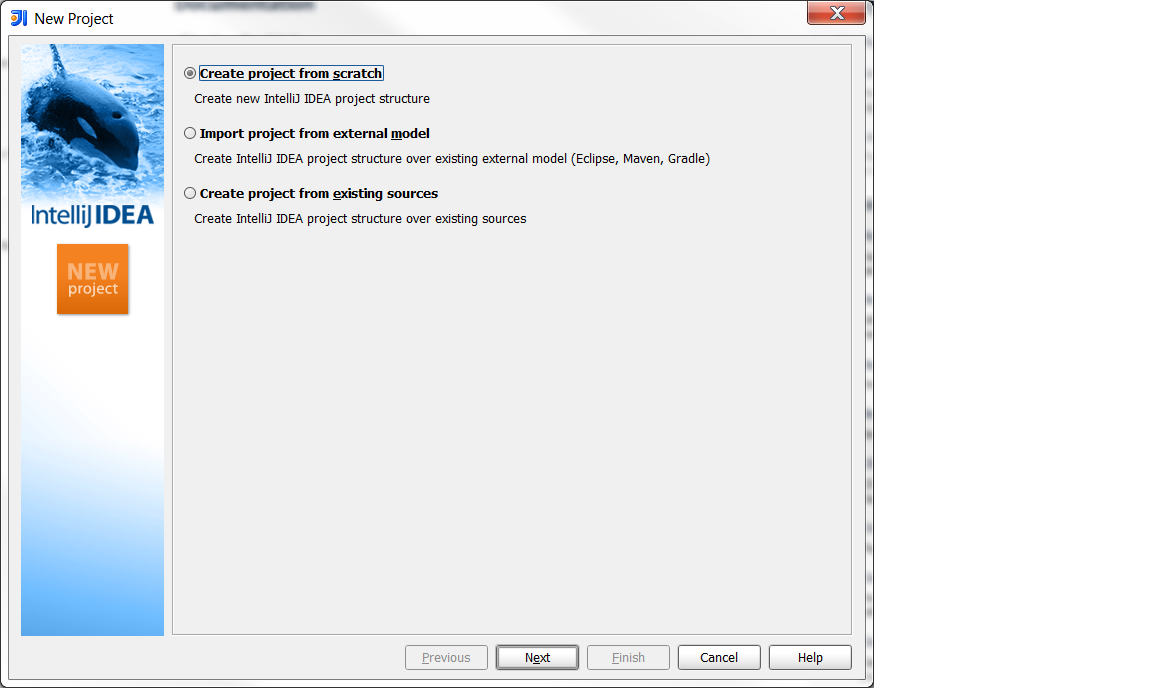 Documentation
New Project
Create project from scratch
Create new IntelliJ IDEA project structure
Import project from external model
Create IntelliJ IDEA project structure over existing external model (Eclipse, Maven, Gradle)
Create project from existing sources
Create IntelliJ IDEA project structure over existing sources
IntelliJ IDEA
NEW
project
Previous
Next
Finish
Cancel
Help